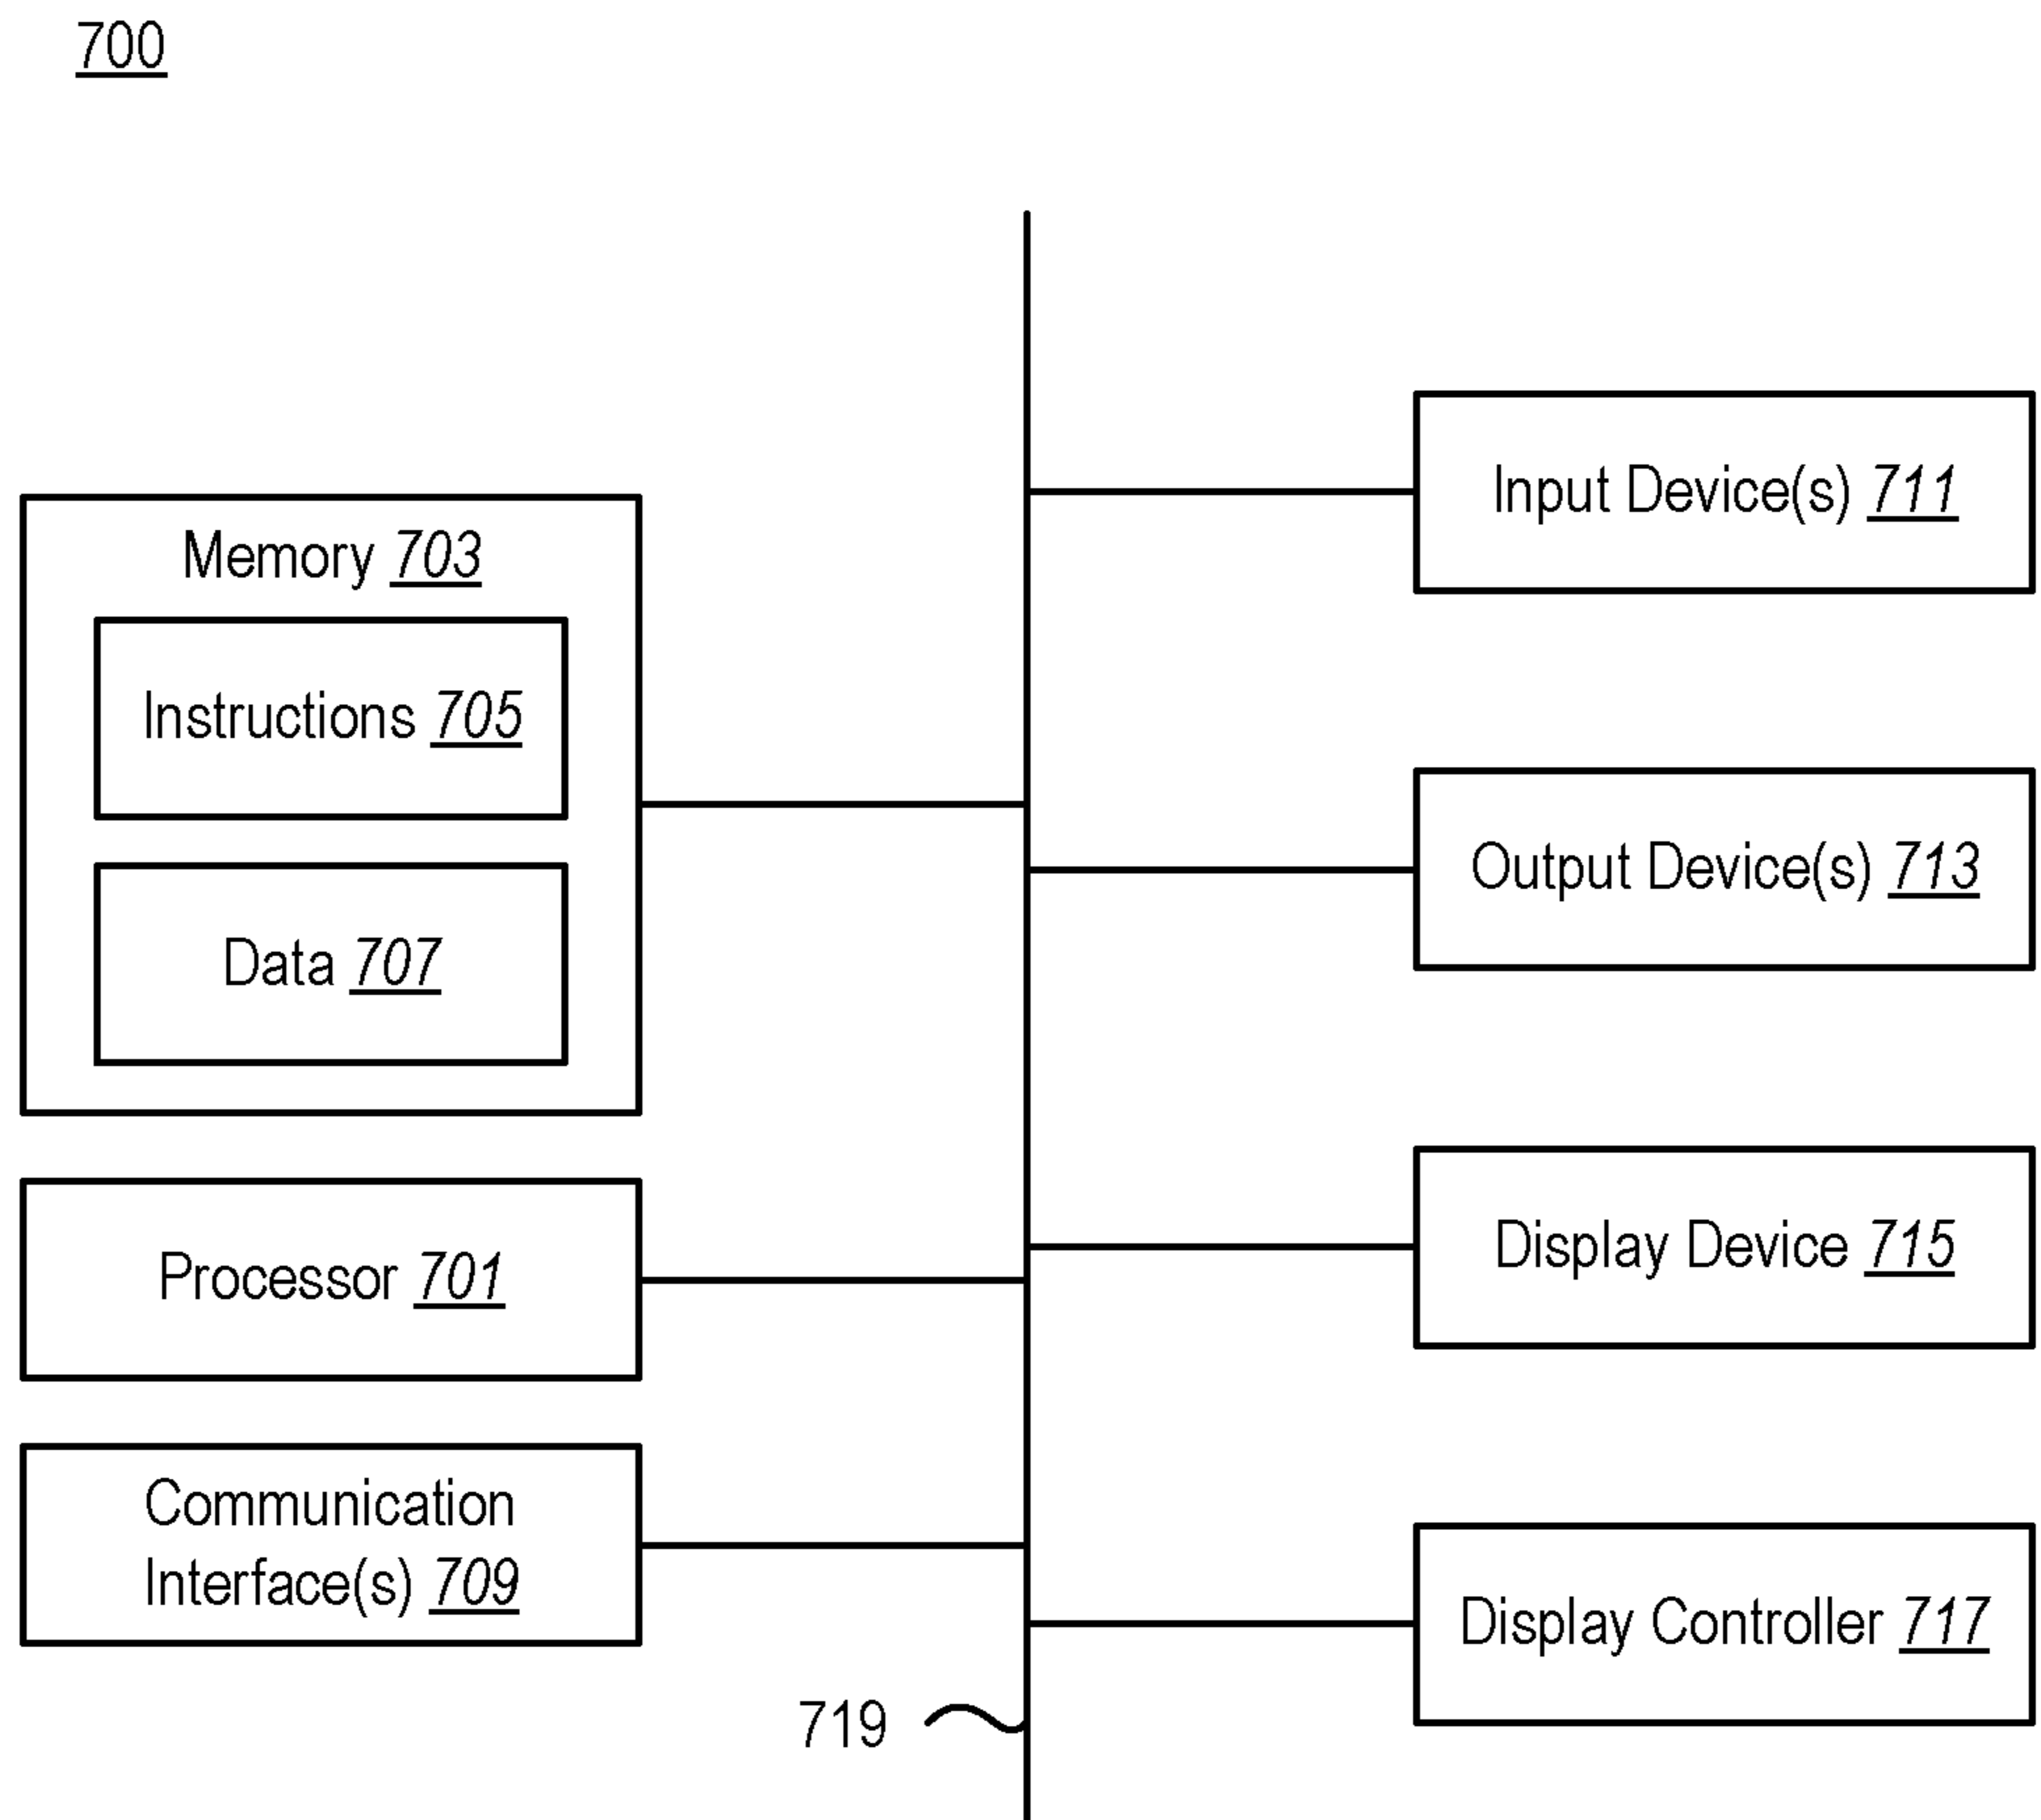 700
Memory 703
Instructions 705
Data 707
Processor 701
Communication
Interface(s) 709
Input Device(s) 711
Output Device(s) 713
Display Device 715
Display Controller 717
719